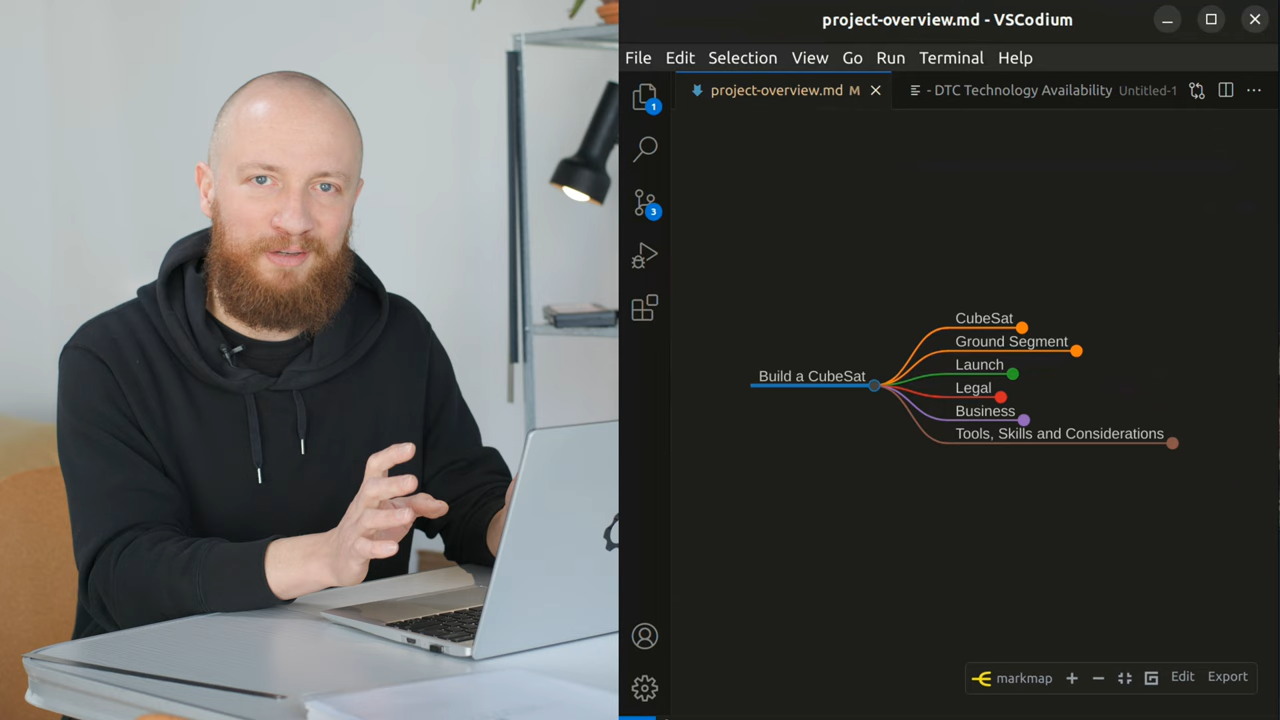 project-overview.md - VSCodium
File Edit Selection View Go Run Terminal Help
project-overview.md M - DTC Technology Availability Untitled-1
1
3
CubeSat
Ground Segment
Launch
Build a CubeSat
Legal
Business
Tools, Skills and Considerations
markmap Edit Export